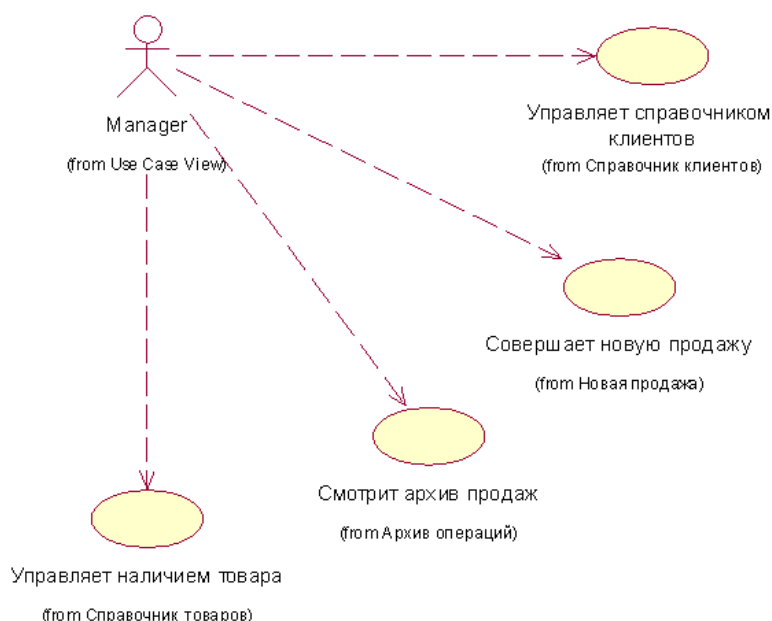 Управляет справочником
клиентов
(from Справочник клиентов)
Manager
(from Use Case View)
Совершает новую продажу
(from Новая продажа)
Смотрит архив продаж
(from Архив операций)
Управляет наличием товара
(from Справочник товаров)